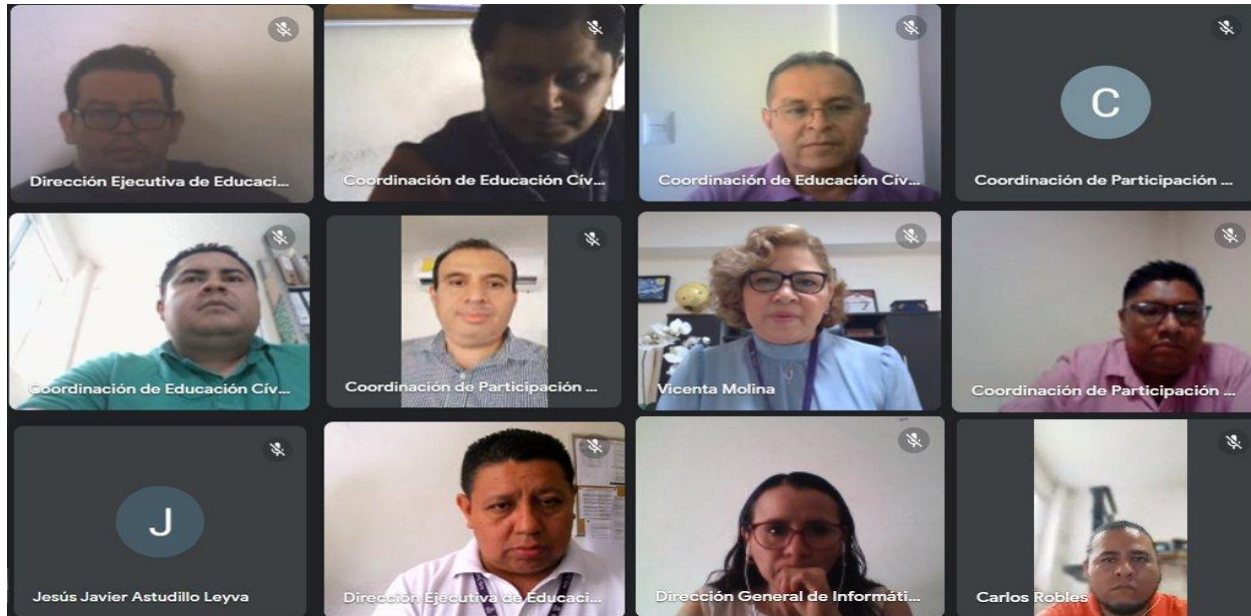 Dirección Ejecutiva de Educaci...
Coordinación de Educación Cív...
Coordinación de Educación Cív...
C
Coordinación de Participación ...
Coordinación de Educación Cív...
Coordinación de Participación ...
Vicenta Molina
Coordinación de Participación ...
J
Jesús Javier Astudillo Leyva
Dirección Ejecutiva de Educaci...
Dirección General de Informáti...
Carlos Robles